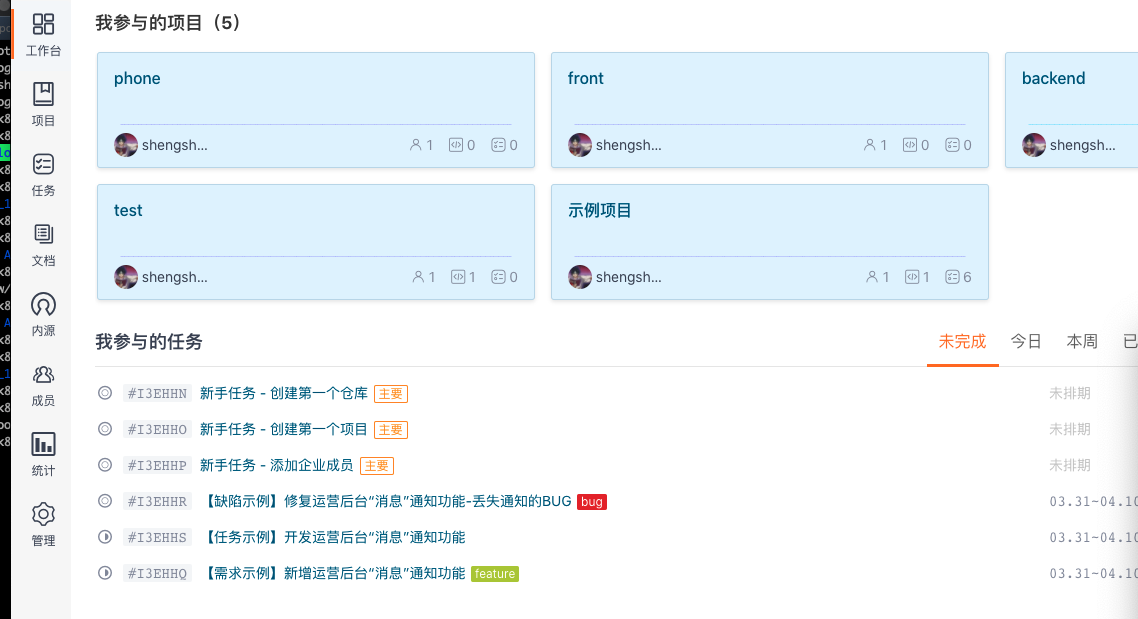 工作台
项目
任务
文档
内源
成员
统计
管理
我参与的项目（5）
phone
shengsh...
1
0
0
front
shengsh...
1
0
0
backend
shengsh...
test
shengsh...
1
1
0
示例项目
shengsh...
1
1
6
我参与的任务
未完成 今日 本周 已
#I3EHHN 新手任务 - 创建第一个仓库 主要 未排期
#I3EHHO 新手任务 - 创建第一个项目 主要 未排期
#I3EHHP 新手任务 - 添加企业成员 主要 未排期
#I3EHHR 【缺陷示例】修复运营后台“消息”通知功能-丢失通知的BUG bug 03.31-04.10
#I3EHHS 【任务示例】开发运营后台“消息”通知功能 03.31-04.10
#I3EHHQ 【需求示例】新增运营后台“消息”通知功能 feature 03.31-04.10